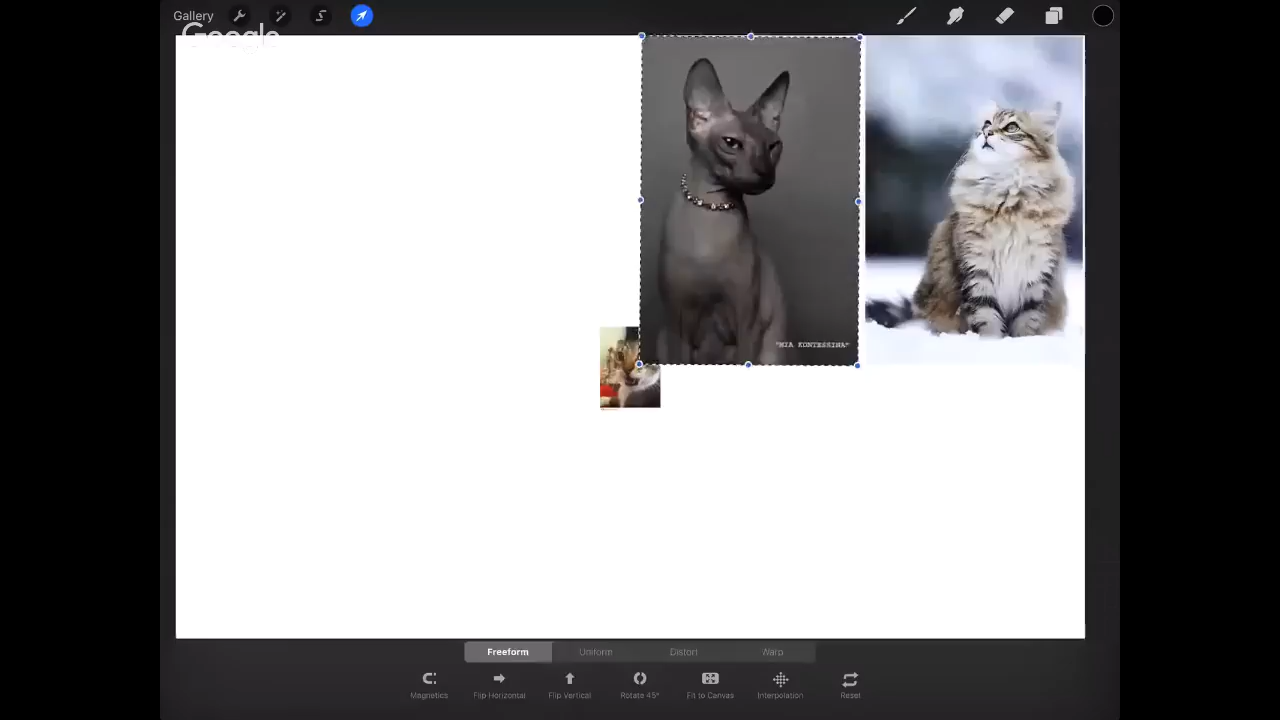 Gallery
Google
"MIA KONTESSINA"
Freeform Uniform Distort Warp
Magnetics Flip Horizontal Flip Vertical Rotate 45° Fit to Canvas Interpolation Reset